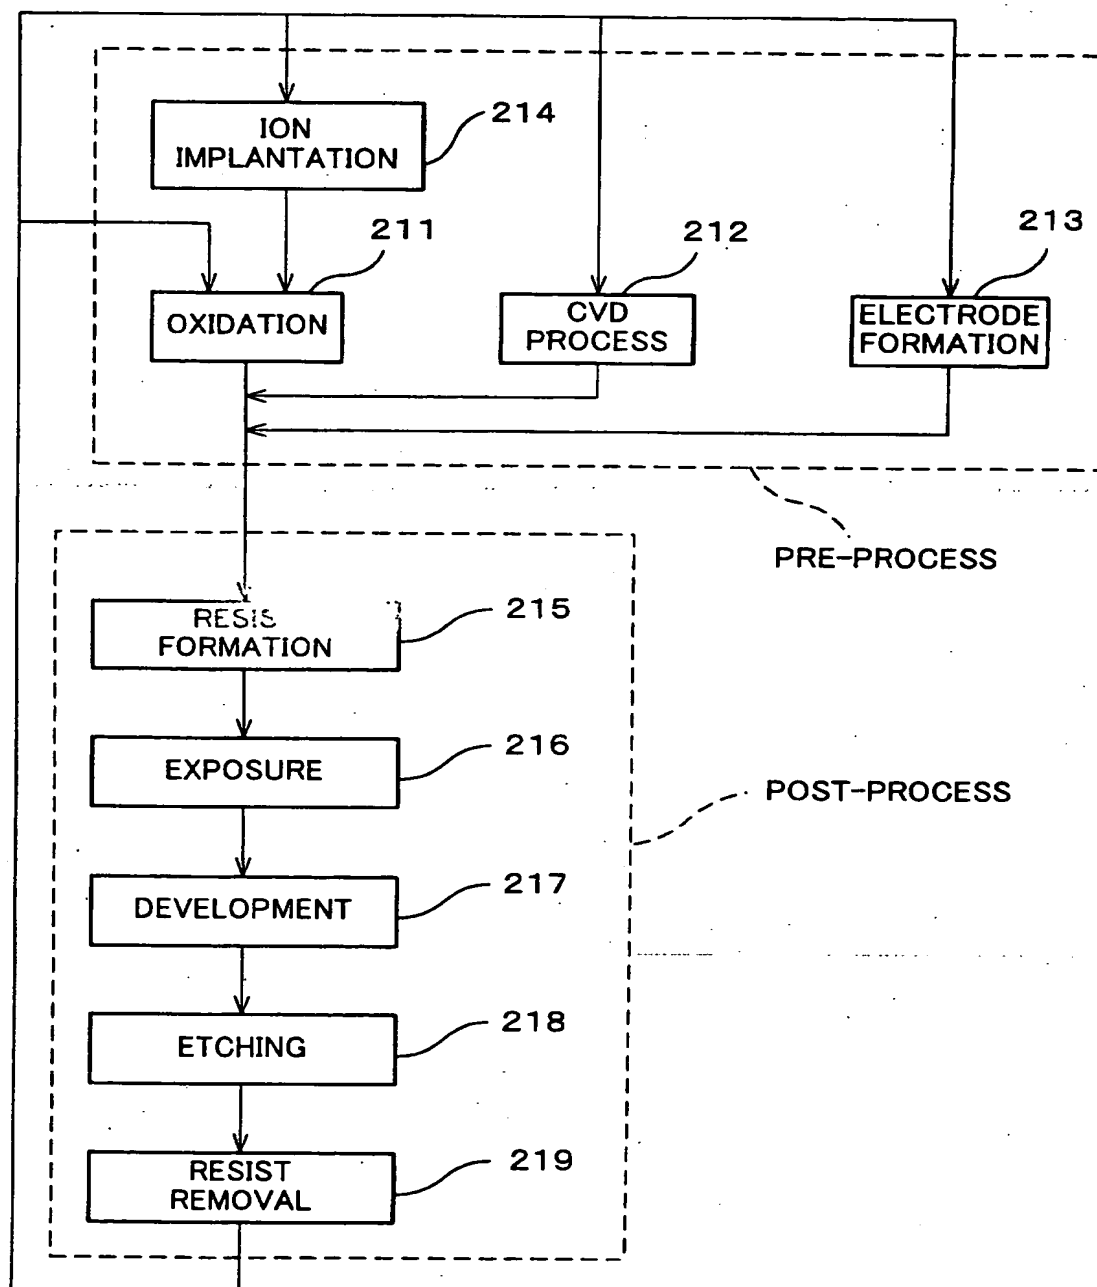 ION
IMPLANTATION
214
211
212
213
OXIDATION
CVD
PROCESS
ELECTRODE
FORMATION
PRE-PROCESS
RESIS
FORMATION
215
EXPOSURE
216
POST-PROCESS
DEVELOPMENT
217
ETCHING
218
RESIST
REMOVAL
219